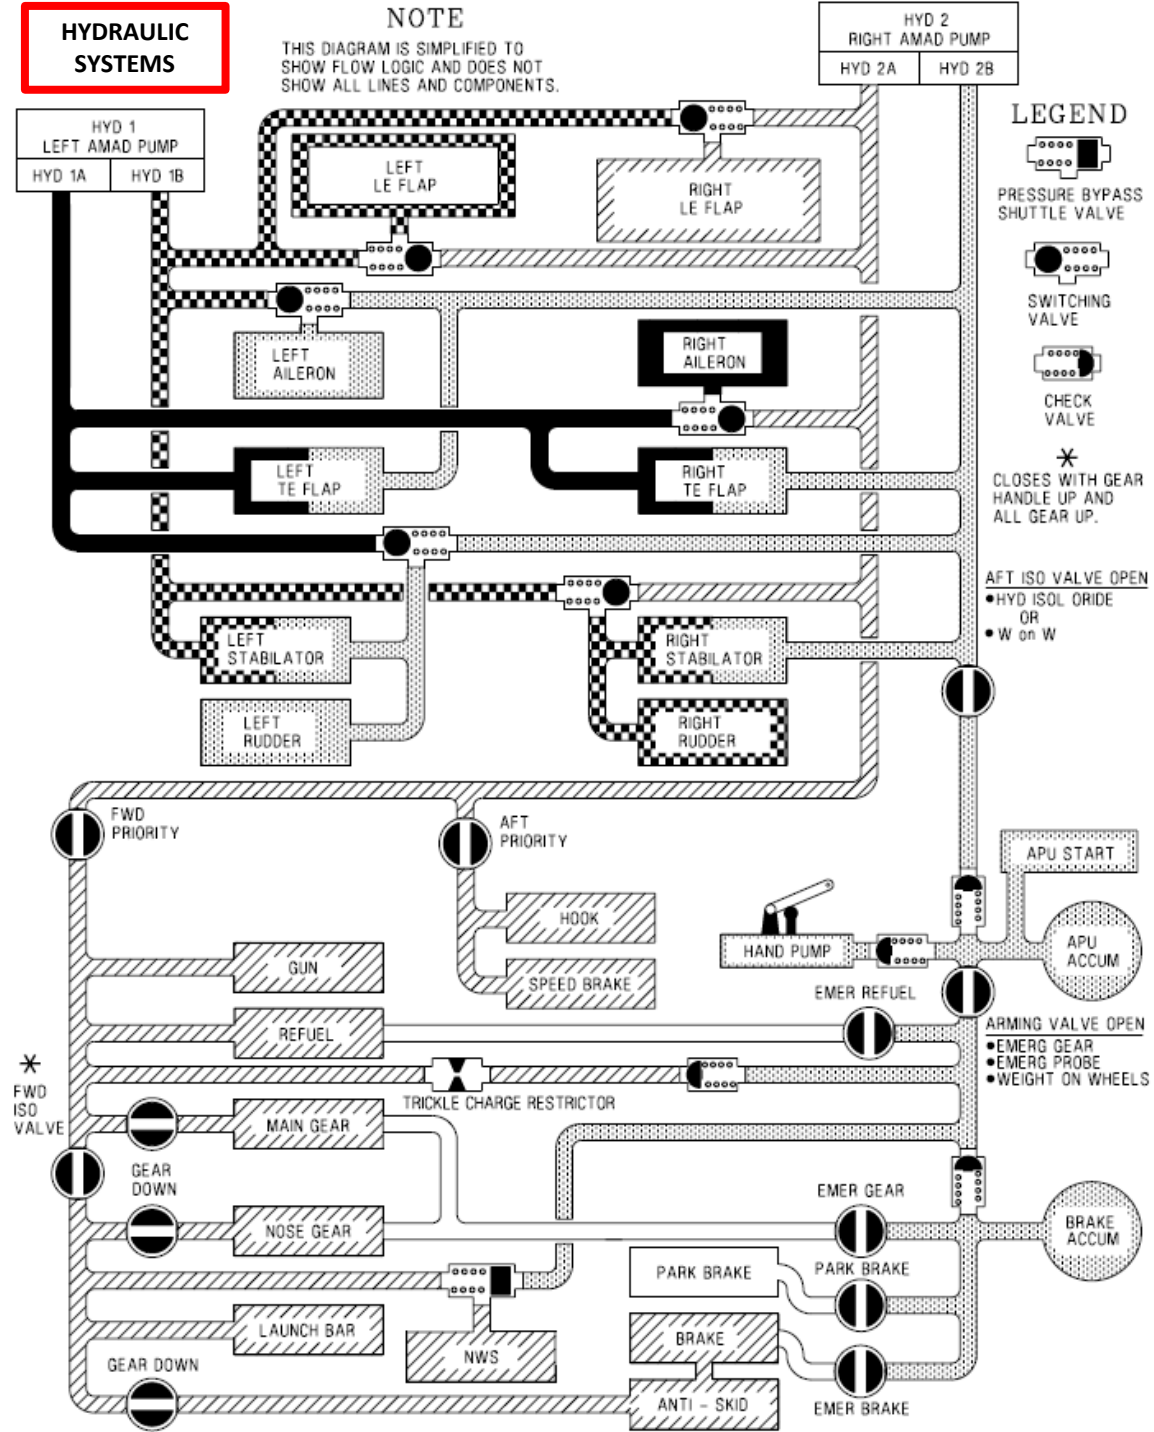 HYDRAULIC
SYSTEMS
NOTE
THIS DIAGRAM IS SIMPLIFIED TO
SHOW FLOW LOGIC AND DOES NOT
SHOW ALL LINES AND COMPONENTS.
HYD 2
RIGHT AMAD PUMP
HYD 2A
HYD 2B
HYD 1
LEFT AMAD PUMP
HYD 1A
HYD 1B
LEGEND
PRESSURE BYPASS
SHUTTLE VALVE
SWITCHING
VALVE
CHECK
VALVE
*
CLOSES WITH GEAR
HANDLE UP AND
ALL GEAR UP.
LEFT
LE FLAP
RIGHT
LE FLAP
LEFT
AILERON
RIGHT
AILERON
LEFT
TE FLAP
RIGHT
TE FLAP
AFT ISO VALVE OPEN
•HYD ISOL ORIDE
OR
•W on W
LEFT
STABILATOR
RIGHT
STABILATOR
LEFT
RUDDER
RIGHT
RUDDER
FWD
PRIORITY
AFT
PRIORITY
APU START
HOOK
HAND PUMP
APU
ACCUM
GUN
SPEED BRAKE
EMER REFUEL
REFUEL
ARMING VALVE OPEN
•EMERG GEAR
•EMERG PROBE
•WEIGHT ON WHEELS
*
FWD
ISO
VALVE
TRICKLE CHARGE RESTRICTOR
MAIN GEAR
GEAR
DOWN
EMER GEAR
NOSE GEAR
BRAKE
ACCUM
PARK BRAKE
PARK BRAKE
LAUNCH BAR
NWS
BRAKE
GEAR DOWN
ANTI - SKID
EMER BRAKE